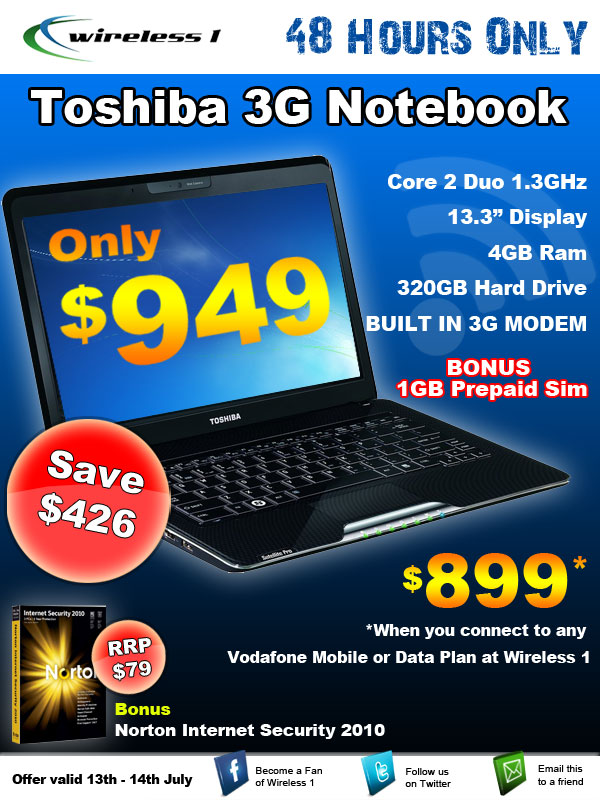 wireless 1
48 HOURS ONLY
Toshiba 3G Notebook
Core 2 Duo 1.3GHz
13.3” Display
4GB Ram
320GB Hard Drive
BUILT IN 3G MODEM
BONUS
1GB Prepaid Sim
Only
$949
TOSHIBA
Save
$426
Satellite Pro
$899*
*When you connect to any
Vodafone Mobile or Data Plan at Wireless 1
Internet Security 2010
Norton
RRP
$79
Bonus
Norton Internet Security 2010
Offer valid 13th - 14th July
Become a Fan
of Wireless 1
Follow us
on Twitter
Email this
to a friend